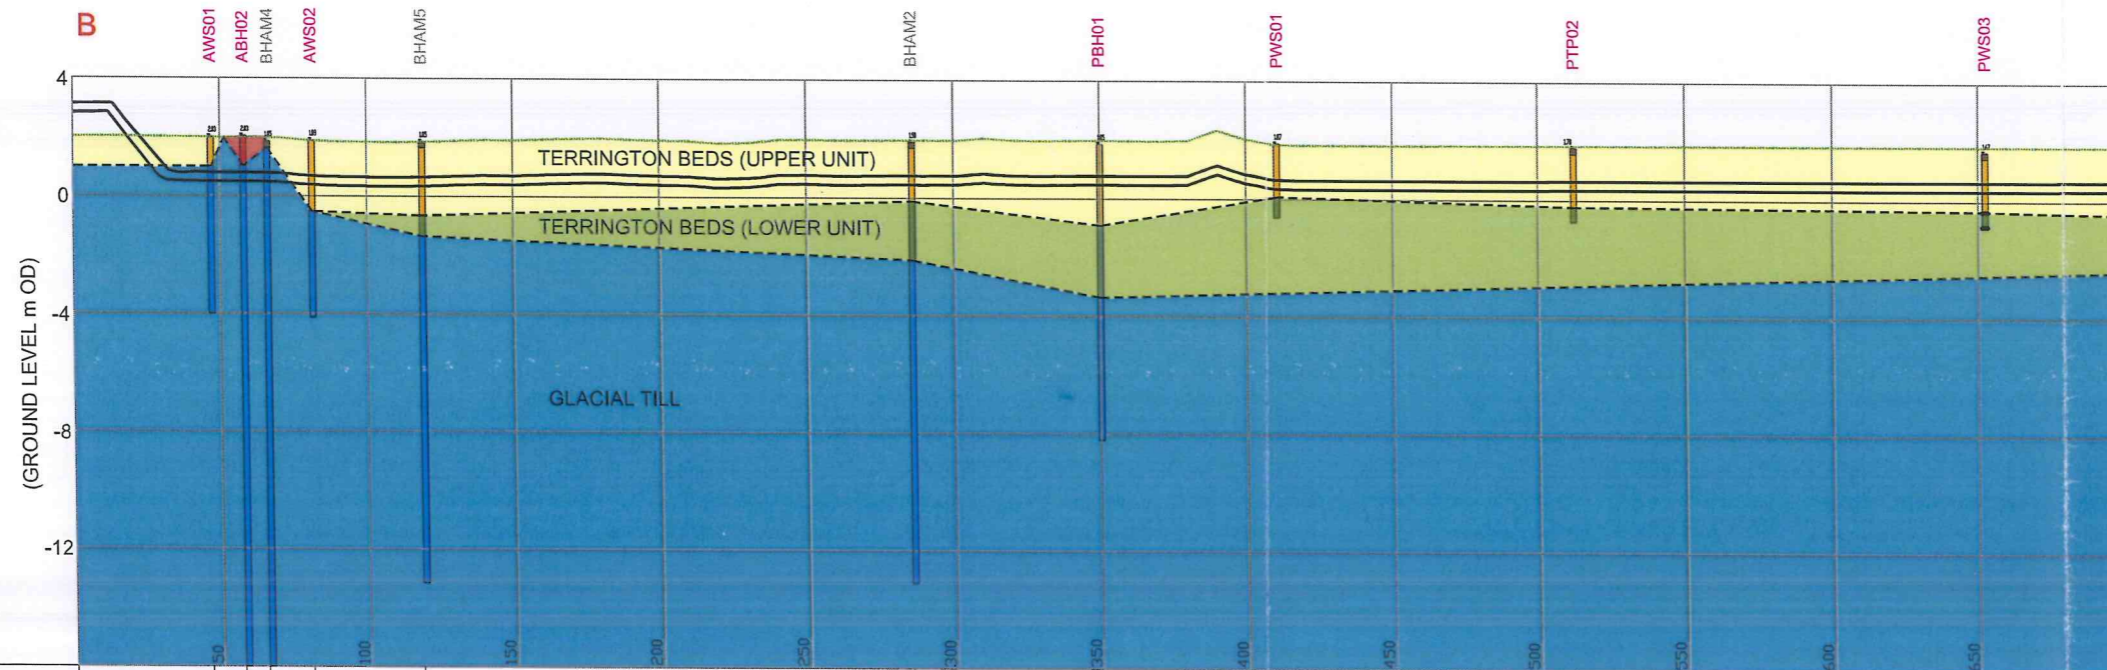 B
AWS01
ABH02
BHAM4
AWS02
BHAM5
BHAM2
PBH01
PWS01
PTP02
PWS03
4
0
-4
-8
-12
(GROUND LEVEL m OD)
TERRINGTON BEDS (UPPER UNIT)
TERRINGTON BEDS (LOWER UNIT)
GLACIAL TILL
50
100
150
200
250
300
350
400
450
500
550
600
650